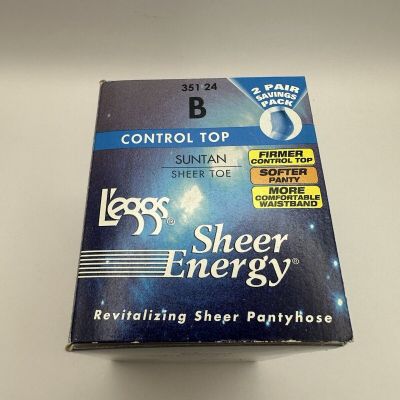 351 24
B
2 PAIR
SAVINGS
PACK
CONTROL TOP
SUNTAN
SHEER TOE
FIRMER
CONTROL TOP
SOFTER
PANTY
MORE
COMFORTABLE
WAISTBAND
L'eggs®
Sheer
Energy®
Revitalizing Sheer Pantyhose